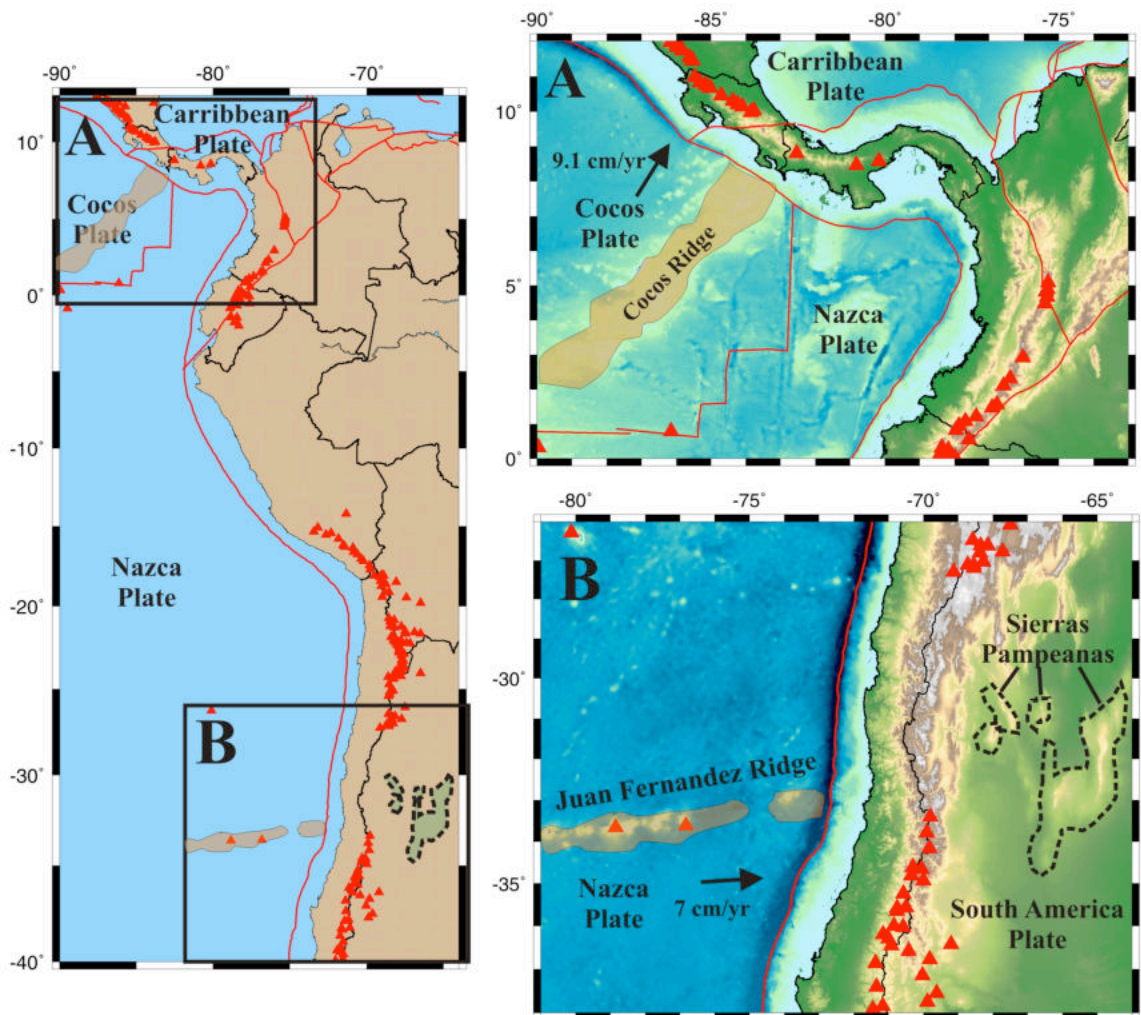 -90° -80° -70°
10°
0°
-10°
-20°
-30°
-40°
A
Carribbean
Plate
Cocos
Plate
Nazca
Plate
B
-90 -85° -80° -75°
10°
5°
0°
A
Carribbean
Plate
9.1 cm/yr
Cocos
Plate
Cocos Ridge
Nazca
Plate
-80° -75° -70° -65°
-30°
-35°
B
Sierras
Pampeanas
Juan Fernandez Ridge
Nazca
Plate
7 cm/yr
South America
Plate